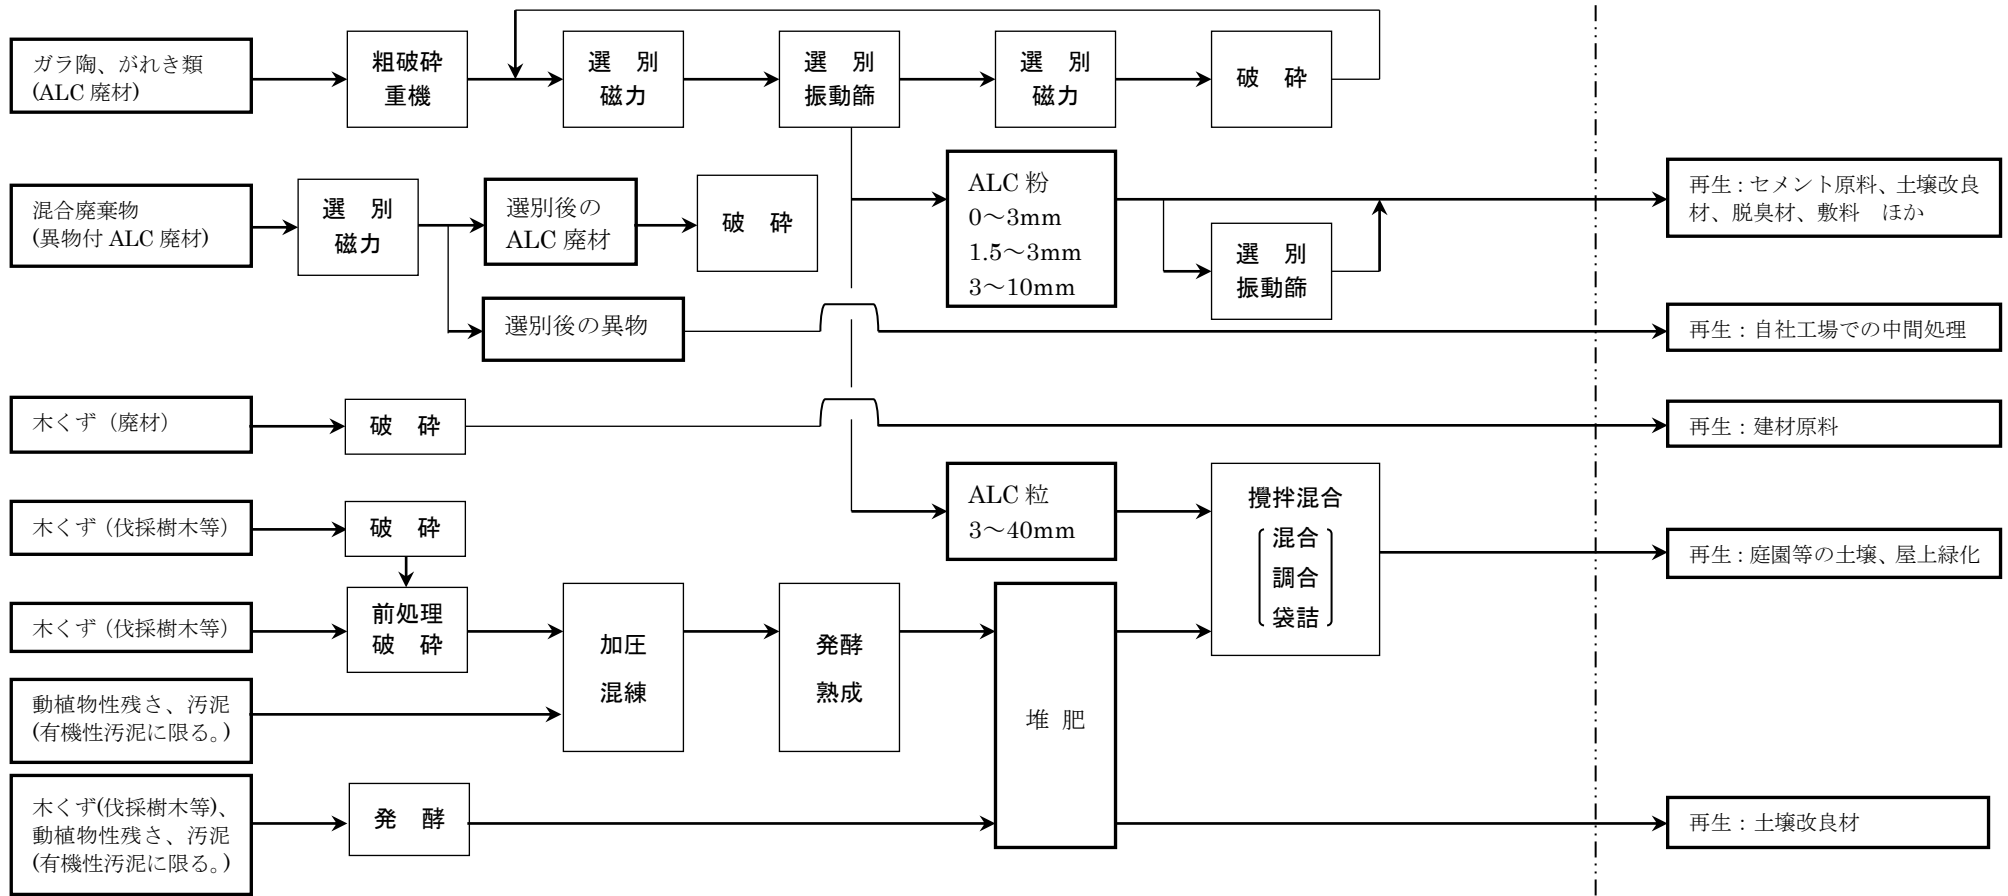 ガラ陶、がれき類
(ALC 廃材)
粗破砕
重機
選　別
磁力
選　別
振動篩
選　別
磁力
破　砕
混合廃棄物
(異物付 ALC 廃材)
選　別
磁力
選別後の
ALC 廃材
破　砕
ALC 粉
0～3mm
1.5～3mm
3～10mm
選　別
振動篩
再生：セメント原料、土壌改良
材、脱臭材、敷料　ほか
選別後の異物
再生：自社工場での中間処理
木くず（廃材）
破　砕
再生：建材原料
木くず（伐採樹木等）
破　砕
ALC 粒
3～40mm
攪拌混合
混合
調合
袋詰
再生：庭園等の土壌、屋上緑化
木くず（伐採樹木等）
前処理
破　砕
加圧
混練
発酵
熟成
堆 肥
動植物性残さ、汚泥
(有機性汚泥に限る。)
木くず(伐採樹木等)、
動植物性残さ、汚泥
(有機性汚泥に限る。)
発　酵
再生：土壌改良材